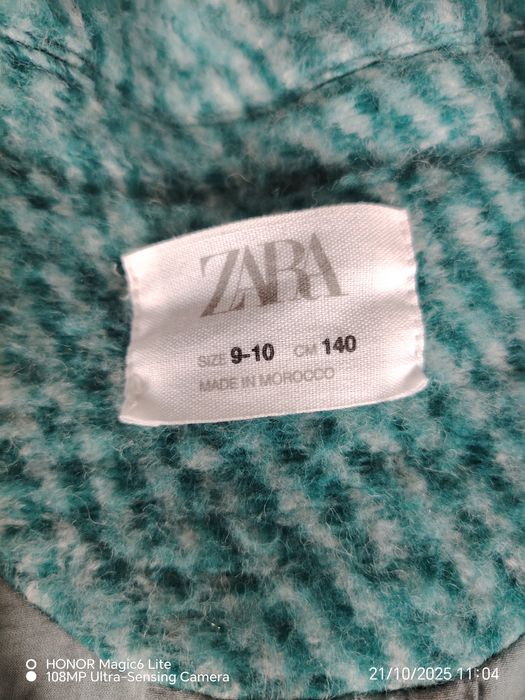 ZARA
SIZE 9-10 CM 140
MADE IN MOROCCO
HONOR Magic6 Lite
108MP Ultra-Sensing Camera
21/10/2025 11:04